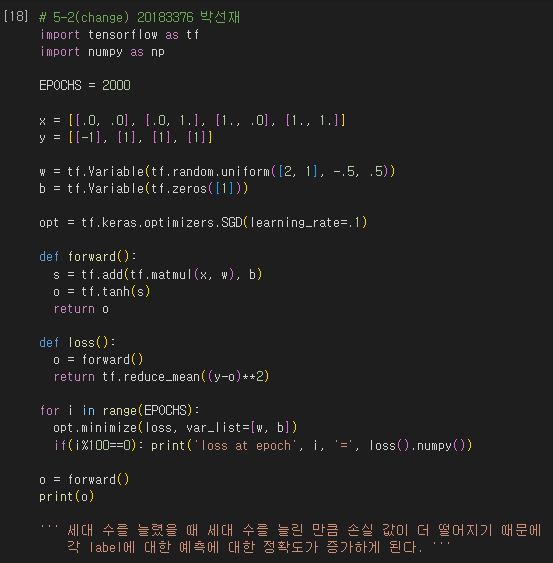 [18] # 5-2(change) 20183376 박선재
import tensorflow as tf
import numpy as np
EPOCHS = 2000
x = [[.0, .0], [.0, 1.], [1., .0], [1., 1.]]
y = [[-1], [1], [1], [1]]
w = tf.Variable(tf.random.uniform([2, 1], -.5, .5))
b = tf.Variable(tf.zeros([1]))
opt = tf.keras.optimizers.SGD(learning_rate=.1)
def forward():
  s = tf.add(tf.matmul(x, w), b)
  o = tf.tanh(s)
  return o
def loss():
  o = forward()
  return tf.reduce_mean((y-o)**2)
for i in range(EPOCHS):
  opt.minimize(loss, var_list=[w, b])
  if(i%100==0): print('loss at epoch', i, '=', loss().numpy())
o = forward()
print(o)
''' 세대 수를 늘렸을 때 세대 수를 늘린 만큼 손실 값이 더 떨어지기 때문에
각 label에 대한 예측에 대한 정확도가 증가하게 된다. '''